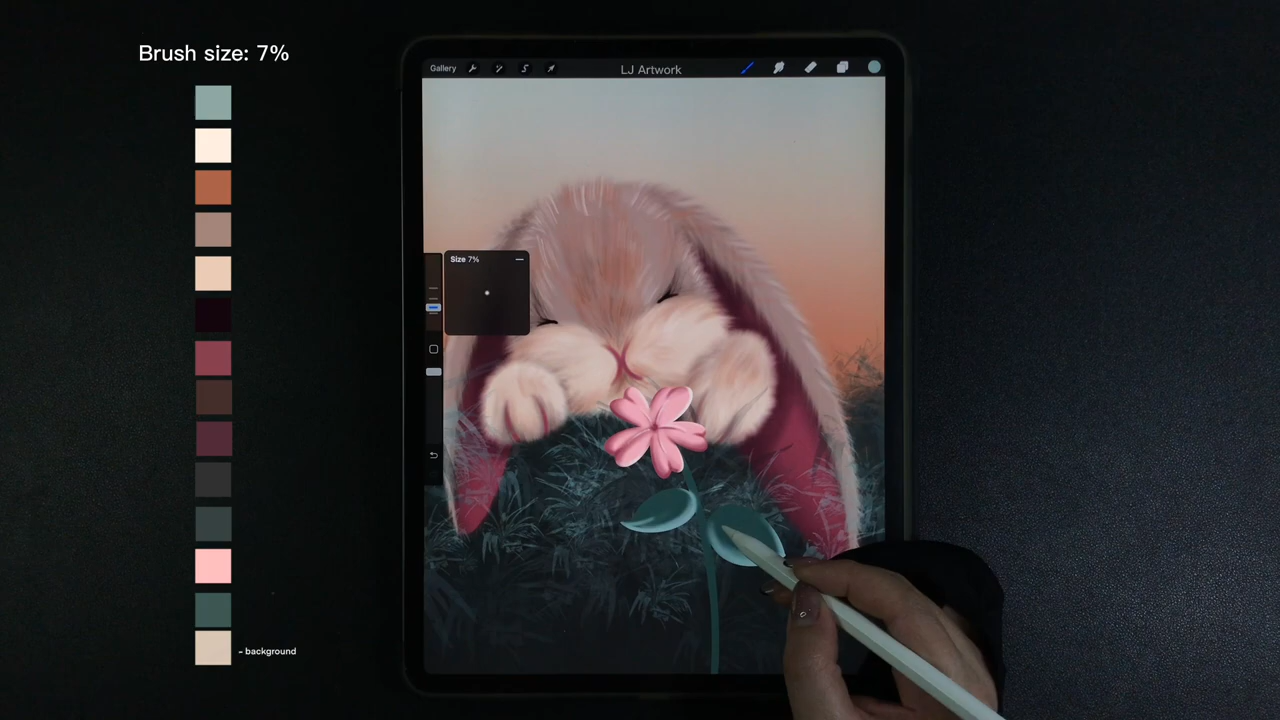 Brush size: 7%
Gallery
LJ Artwork
Size 7%
- background